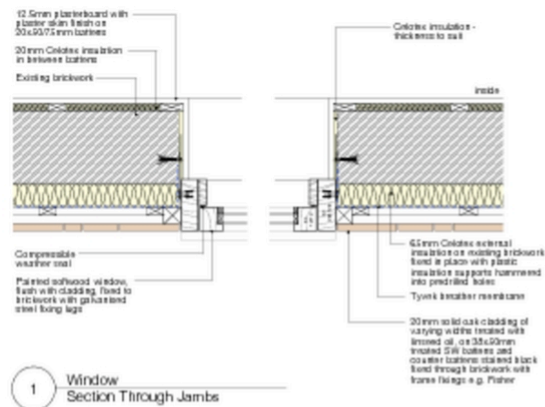 12.5mm plasterboard with
plaster skim finish on
20x50/75mm battens
20mm Celotex insulation
in between battens
Existing brickwork
Celotex insulation -
thickness to suit
inside
Compressible
weather seal
Painted softwood window,
flush with cladding, fixed to
brickwork with galvanised
steel fixing lugs
65mm Celotex external
insulation on existing brickwork
fixed in place with plastic
insulation supports hammered
into predrilled holes
Tyvek breather membrane
20mm solid oak cladding of
varying widths treated with
linseed oil, on 38x50mm
treated SW battens and
counter battens stained black
fixed through brickwork with
frame fixings e.g. Fisher
1
Window
Section Through Jambs